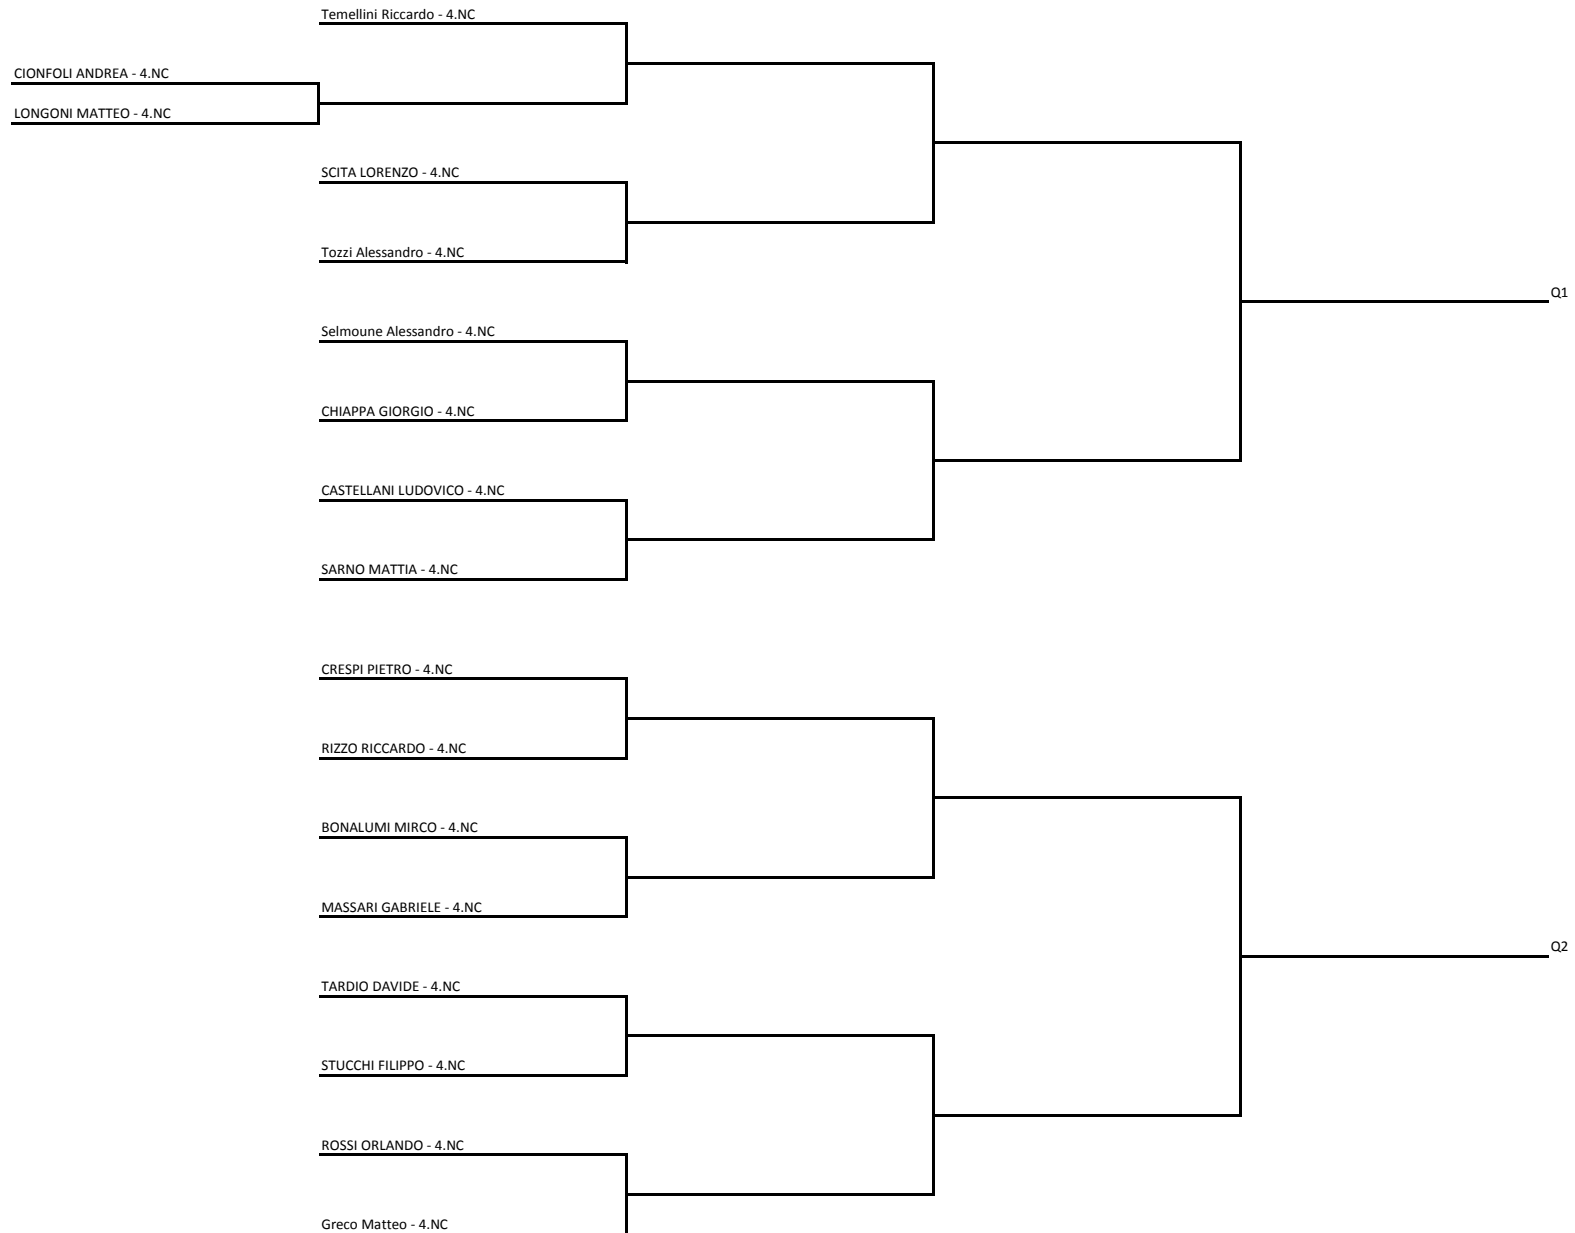 Temellini Riccardo - 4.NC
CIONFOLI ANDREA - 4.NC
LONGONI MATTEO - 4.NC
SCITA LORENZO - 4.NC
Tozzi Alessandro - 4.NC
Q1
Selmoune Alessandro - 4.NC
CHIAPPA GIORGIO - 4.NC
CASTELLANI LUDOVICO - 4.NC
SARNO MATTIA - 4.NC
CRESPI PIETRO - 4.NC
RIZZO RICCARDO - 4.NC
BONALUMI MIRCO - 4.NC
MASSARI GABRIELE - 4.NC
Q2
TARDIO DAVIDE - 4.NC
STUCCHI FILIPPO - 4.NC
ROSSI ORLANDO - 4.NC
Greco Matteo - 4.NC